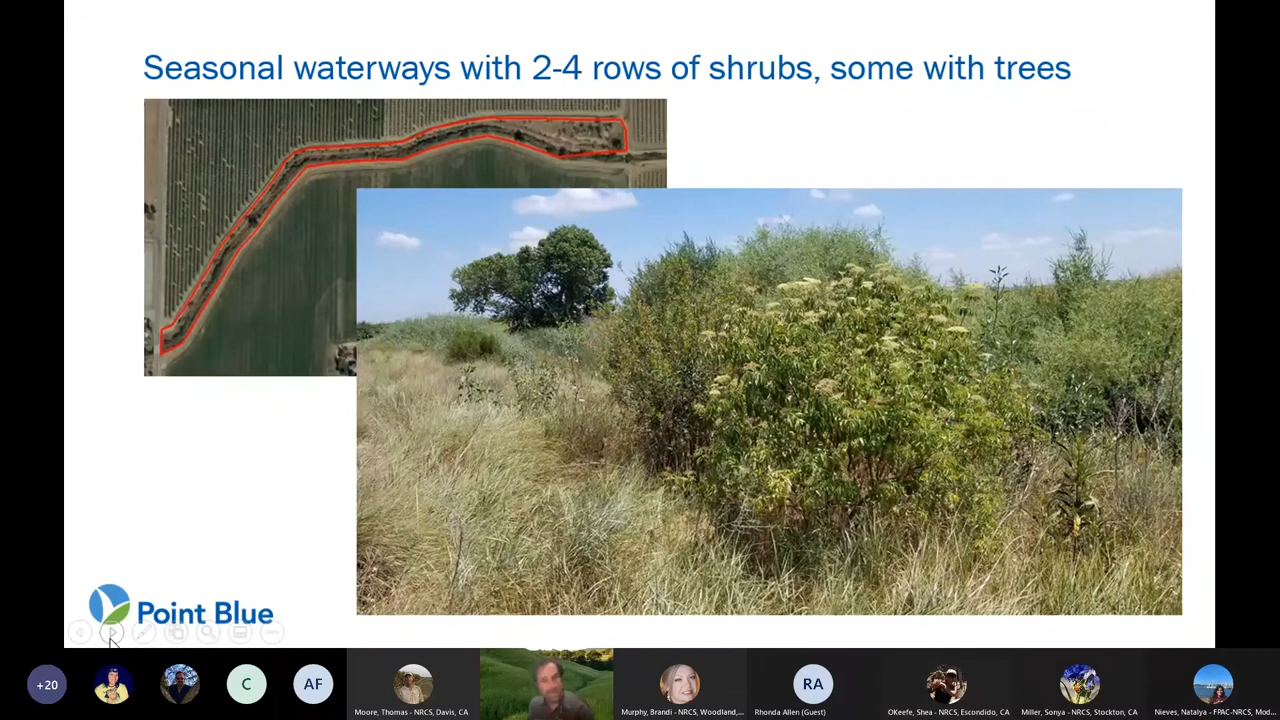 Seasonal waterways with 2-4 rows of shrubs, some with trees
Point Blue
+20
C
AF
Moore, Thomas - NRCS, Davis, CA
Murphy, Brandi - NRCS, Woodland,...
RA
Rhonda Allen (Guest)
OKeefe, Shea - NRCS, Escondido, CA
Miller, Sonya - NRCS, Stockton, CA
Nieves, Natalya - FPAC-NRCS, Mod...